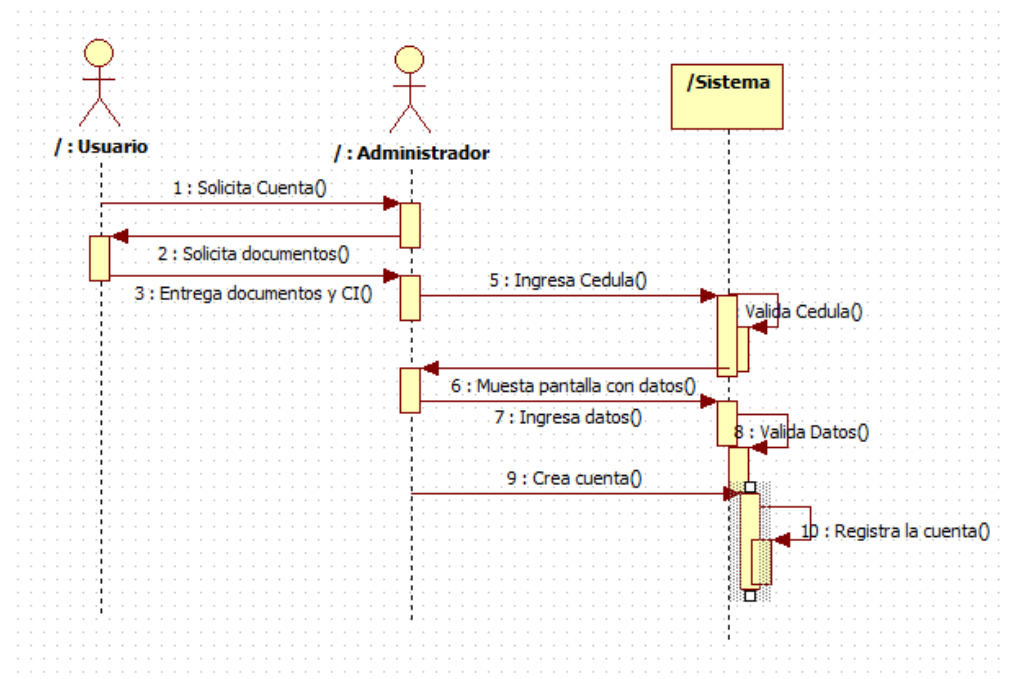 / : Usuario
/ : Administrador
/Sistema
1 : Solicita Cuenta()
2 : Solicita documentos()
3 : Entrega documentos y CI()
5 : Ingresa Cedula()
: Valida Cedula()
6 : Muesta pantalla con datos()
7 : Ingresa datos()
8 : Valida Datos()
9 : Crea cuenta()
10 : Registra la cuenta()